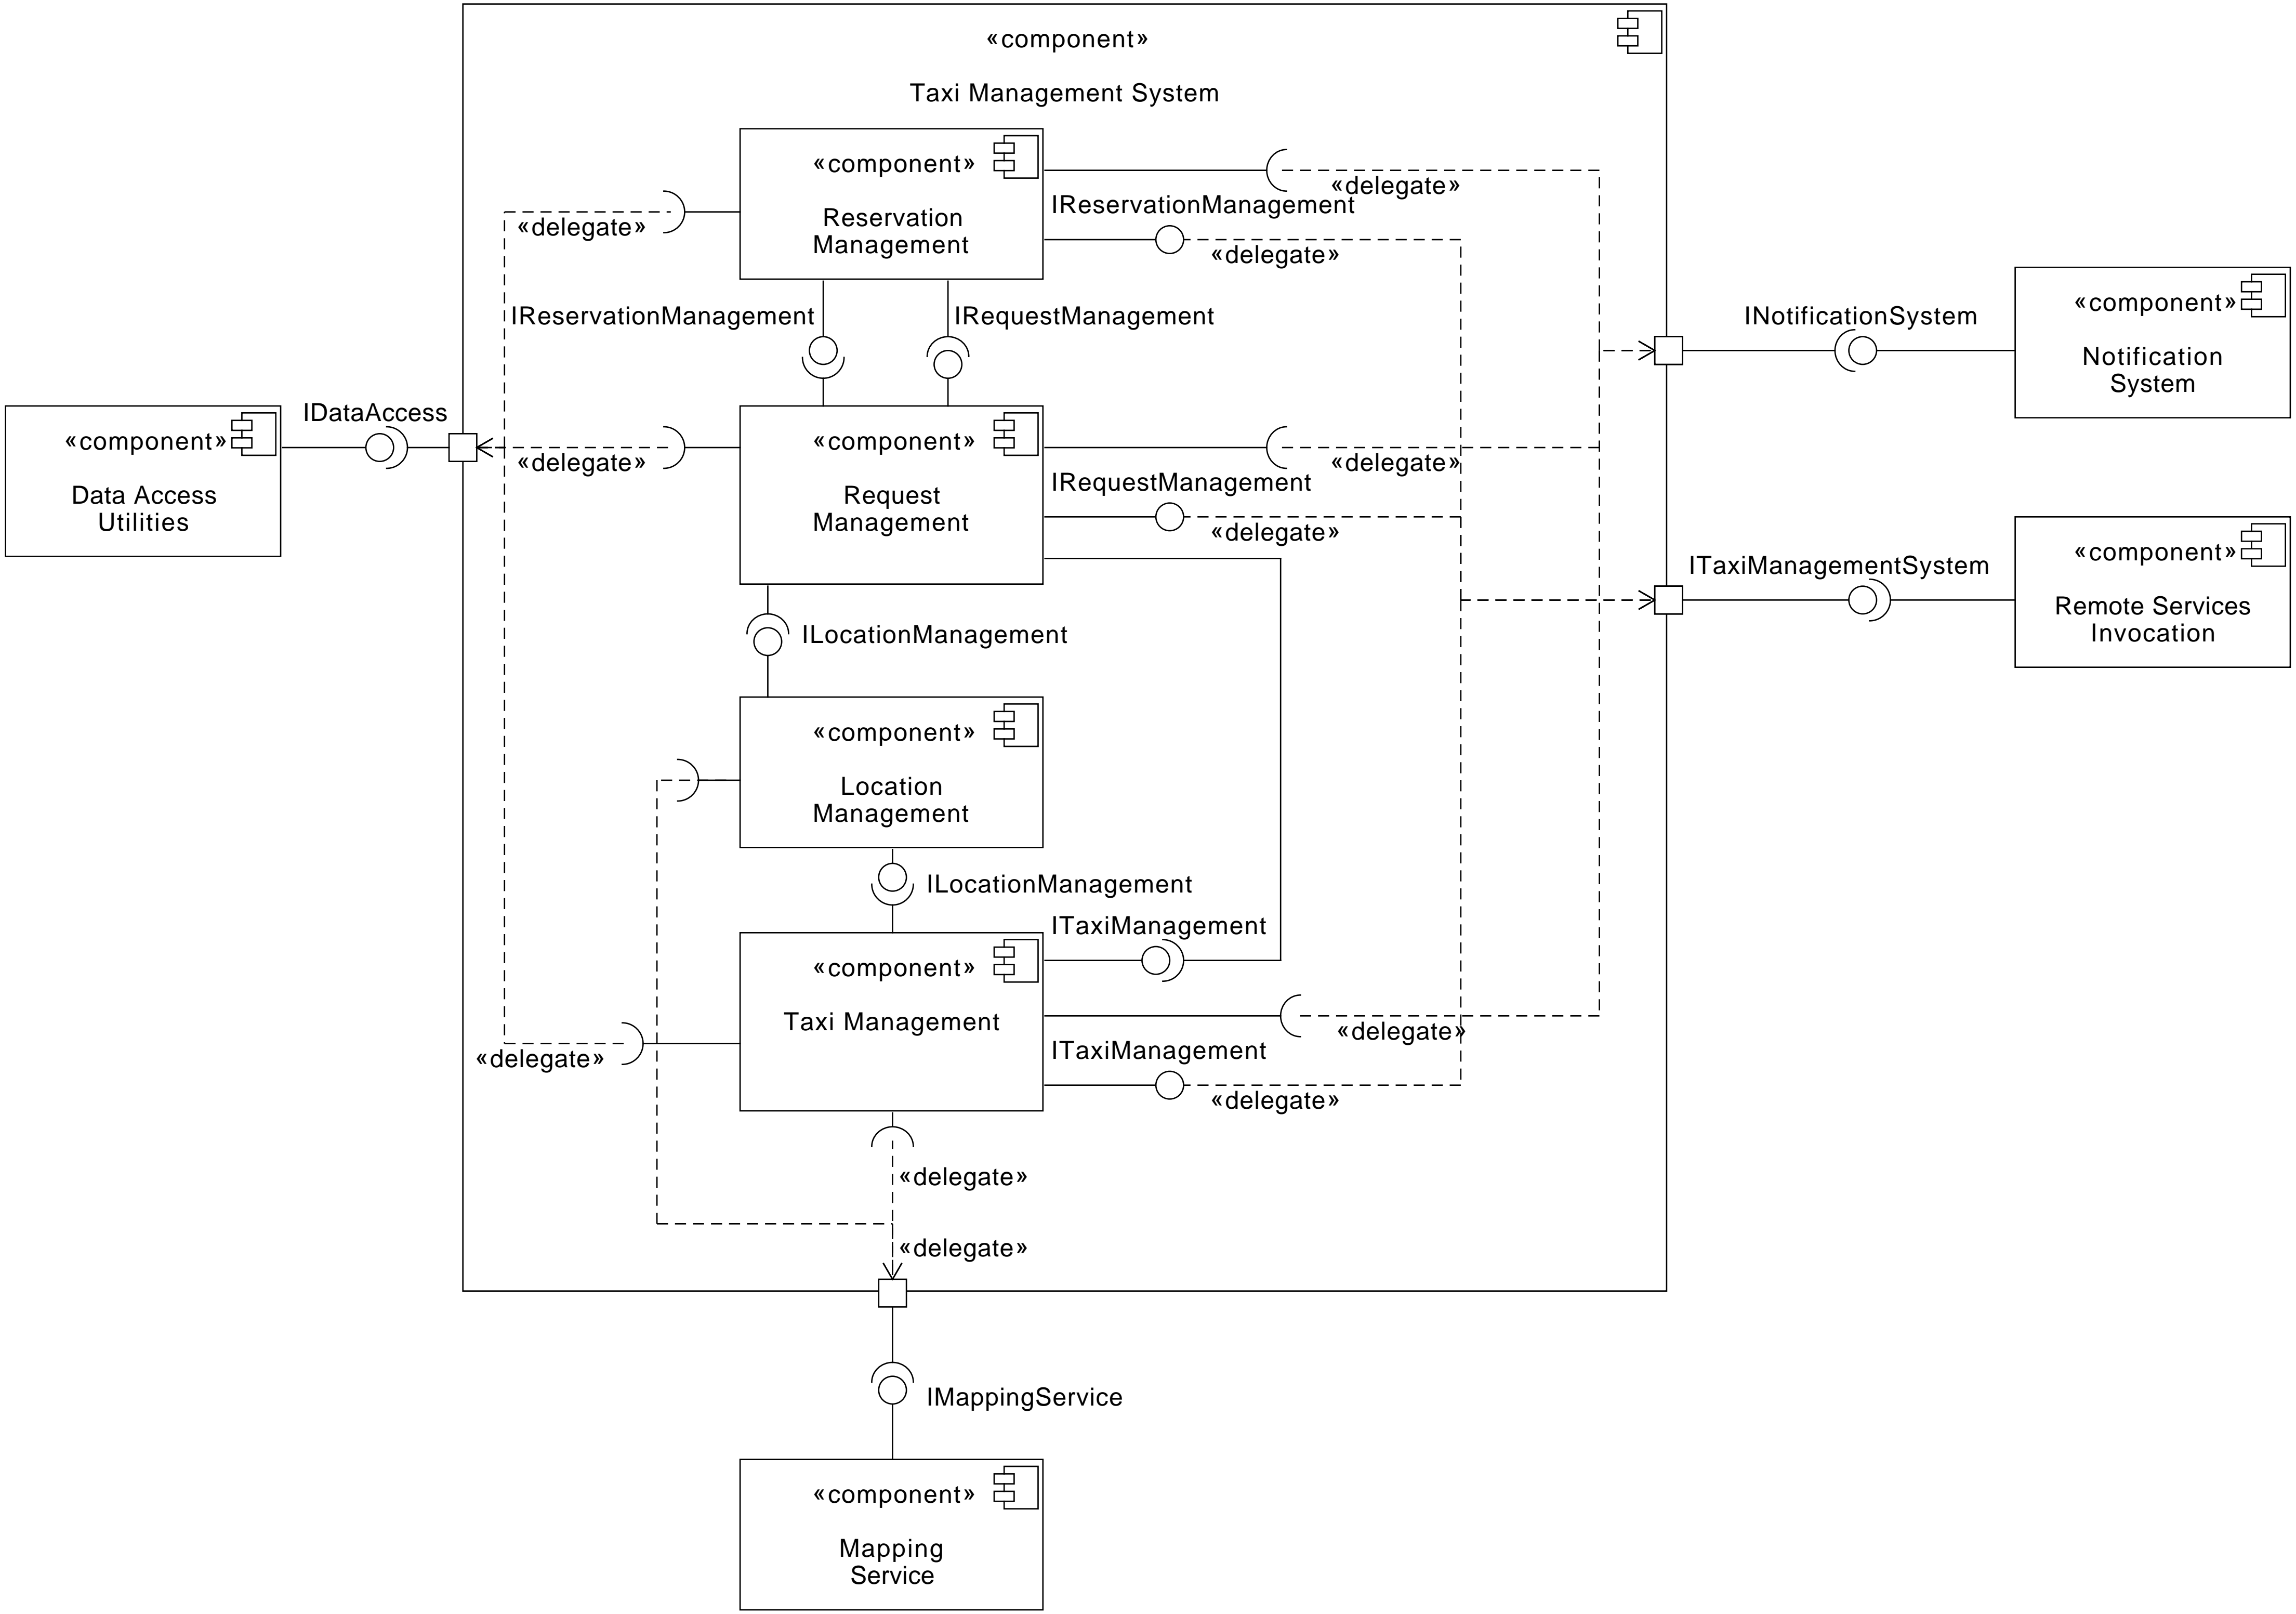 «component»
Taxi Management System
«component»
Reservation
Management
«delegate»
IReservationManagement
«delegate»
«delegate»
IReservationManagement
IRequestManagement
INotificationSystem
«component»
Notification
System
IDataAccess
«component»
Data Access
Utilities
«delegate»
«component»
Request
Management
«delegate»
IRequestManagement
«delegate»
ITaxiManagementSystem
«component»
Remote Services
Invocation
ILocationManagement
«component»
Location
Management
ILocationManagement
ITaxiManagement
«component»
Taxi Management
«delegate»
ITaxiManagement
«delegate»
«delegate»
«delegate»
«delegate»
IMappingService
«component»
Mapping
Service